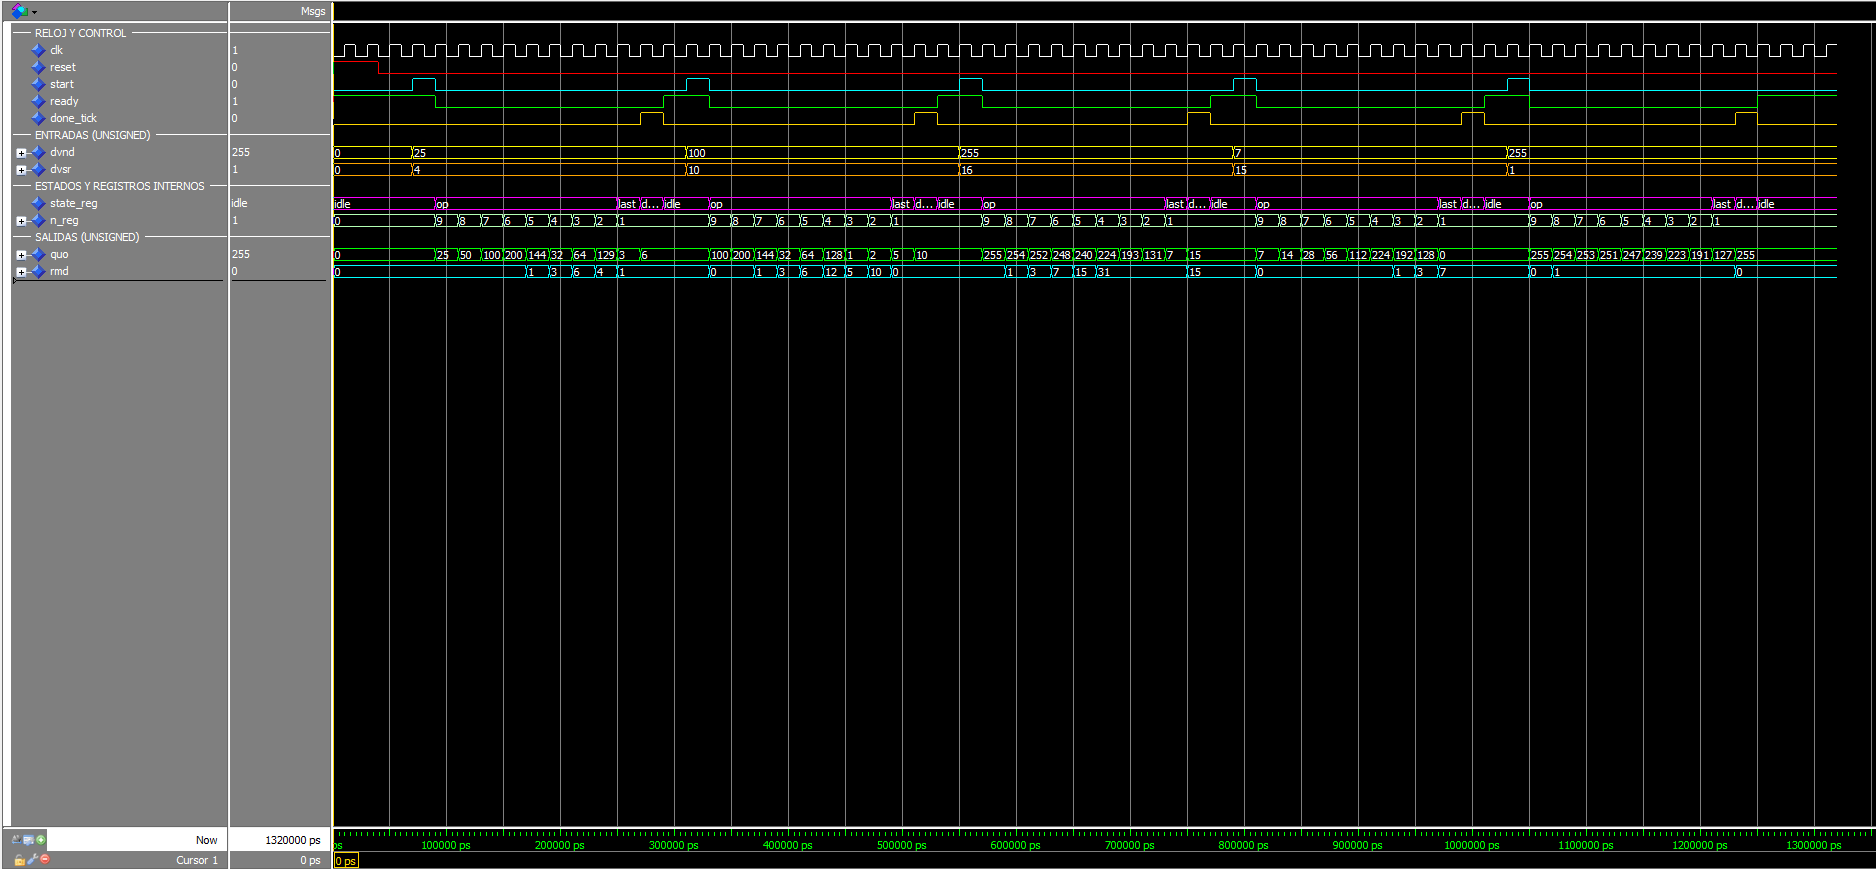 Msgs
RELOJ Y CONTROL
clk 1
reset 0
start 0
ready 1
done_tick 0
ENTRADAS (UNSIGNED)
dvnd 255 0 25 100 255 7 255
dvsr 1 0 4 10 16 15 1
ESTADOS Y REGISTROS INTERNOS
state_reg idle idle op last d... idle op last d... idle op last d... idle op last d... idle op last d... idle
n_reg 1 0 9 8 7 6 5 4 3 2 1 9 8 7 6 5 4 3 2 1 9 8 7 6 5 4 3 2 1 9 8 7 6 5 4 3 2 1 9 8 7 6 5 4 3 2 1
SALIDAS (UNSIGNED)
quo 255 0 25 50 100 200 144 32 64 129 3 6 100 200 144 32 64 128 1 2 5 10 255 254 252 248 240 224 193 131 7 15 7 14 28 56 112 224 192 128 0 255 254 253 251 247 239 223 191 127 255
rmd 0 0 1 3 6 4 1 0 1 3 6 12 5 10 0 1 3 7 15 31 15 0 1 3 7 0 1 0
Now 1320000 ps ps 100000 ps 200000 ps 300000 ps 400000 ps 500000 ps 600000 ps 700000 ps 800000 ps 900000 ps 1000000 ps 1100000 ps 1200000 ps 1300000 ps
Cursor 1 0 ps 0 ps